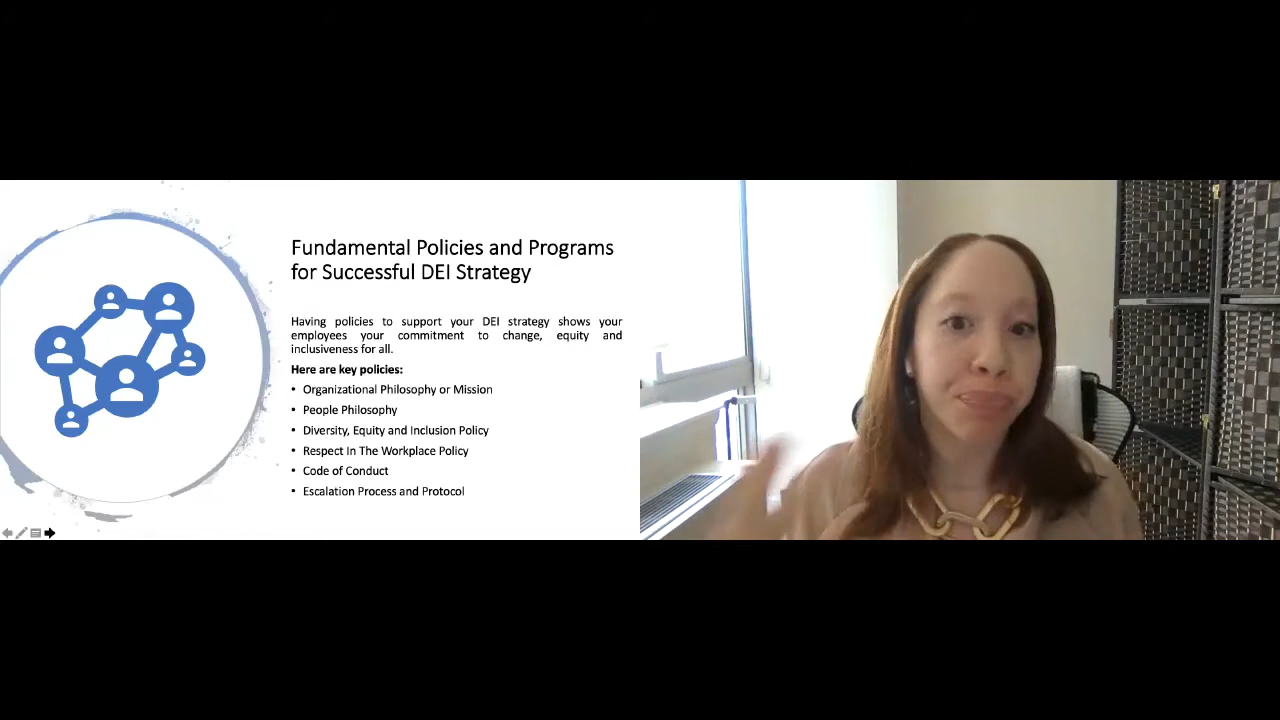 Fundamental Policies and Programs
for Successful DEI Strategy
Having policies to support your DEI strategy shows your
employees your commitment to change, equity and
inclusiveness for all.
Here are key policies:
• Organizational Philosophy or Mission
• People Philosophy
• Diversity, Equity and Inclusion Policy
• Respect In The Workplace Policy
• Code of Conduct
• Escalation Process and Protocol